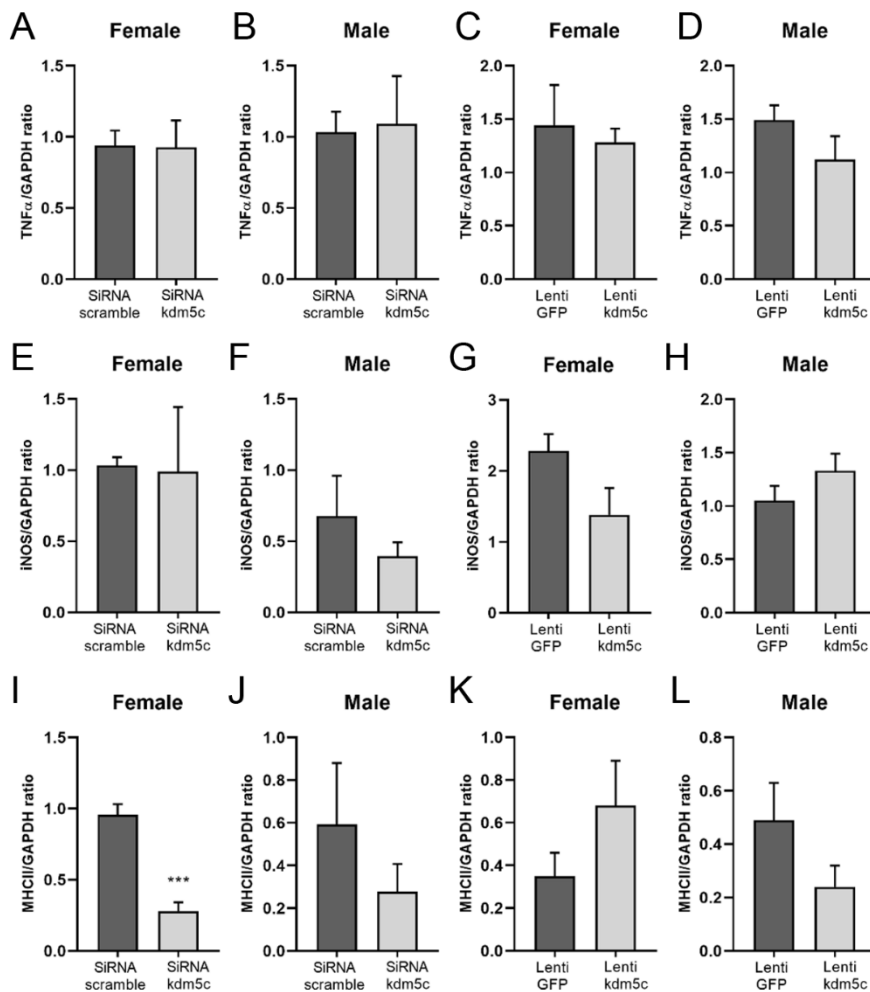 A Female
TNFα/GAPDH ratio
1.5
1.0
0.5
0.0
SiRNA scramble
SiRNA kdm5c
B Male
TNFα/GAPDH ratio
1.5
1.0
0.5
0.0
SiRNA scramble
SiRNA kdm5c
C Female
TNFα/GAPDH ratio
2.0
1.5
1.0
0.5
0.0
Lenti GFP
Lenti kdm5c
D Male
TNFα/GAPDH ratio
2.0
1.5
1.0
0.5
0.0
Lenti GFP
Lenti kdm5c
E Female
iNOS/GAPDH ratio
1.5
1.0
0.5
0.0
SiRNA scramble
SiRNA kdm5c
F Male
iNOS/GAPDH ratio
1.5
1.0
0.5
0.0
SiRNA scramble
SiRNA kdm5c
G Female
iNOS/GAPDH ratio
3
2
1
0
Lenti GFP
Lenti kdm5c
H Male
iNOS/GAPDH ratio
2.0
1.5
1.0
0.5
0.0
Lenti GFP
Lenti kdm5c
I Female
MHCII/GAPDH ratio
1.5
1.0
0.5
0.0
***
SiRNA scramble
SiRNA kdm5c
J Male
MHCII/GAPDH ratio
1.0
0.8
0.6
0.4
0.2
0.0
SiRNA scramble
SiRNA kdm5c
K Female
MHCII/GAPDH ratio
1.0
0.8
0.6
0.4
0.2
0.0
Lenti GFP
Lenti kdm5c
L Male
MHCII/GAPDH ratio
0.8
0.6
0.4
0.2
0.0
Lenti GFP
Lenti kdm5c